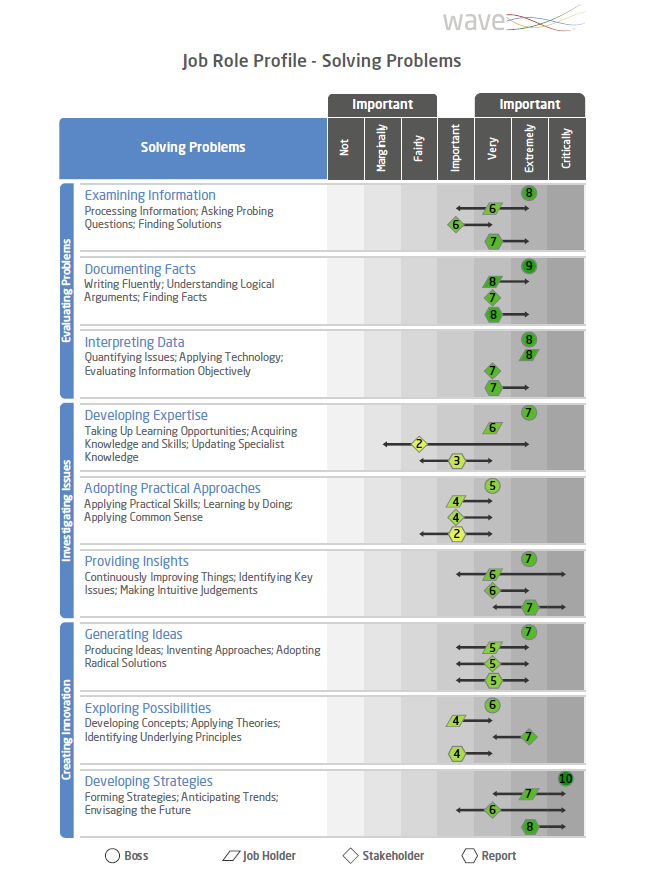 wave
Job Role Profile - Solving Problems
Important
Important
Solving Problems
Not
Marginally
Fairly
Important
Very
Extremely
Critically
Evaluating Problems
Examining Information
Processing Information; Asking Probing
Questions; Finding Solutions
8
6
6
7
Documenting Facts
Writing Fluently; Understanding Logical
Arguments; Finding Facts
9
8
7
8
Interpreting Data
Quantifying Issues; Applying Technology;
Evaluating Information Objectively
8
8
7
7
Investigating Issues
Developing Expertise
Taking Up Learning Opportunities; Acquiring
Knowledge and Skills; Updating Specialist
Knowledge
7
6
2
3
Adopting Practical Approaches
Applying Practical Skills; Learning by Doing;
Applying Common Sense
5
4
4
2
Providing Insights
Continuously Improving Things; Identifying Key
Issues; Making Intuitive Judgements
7
6
6
7
Creating Innovation
Generating Ideas
Producing Ideas; Inventing Approaches; Adopting
Radical Solutions
7
5
5
5
Exploring Possibilities
Developing Concepts; Applying Theories;
Identifying Underlying Principles
6
4
7
4
Developing Strategies
Forming Strategies; Anticipating Trends;
Envisaging the Future
10
7
6
8
Boss
Job Holder
Stakeholder
Report